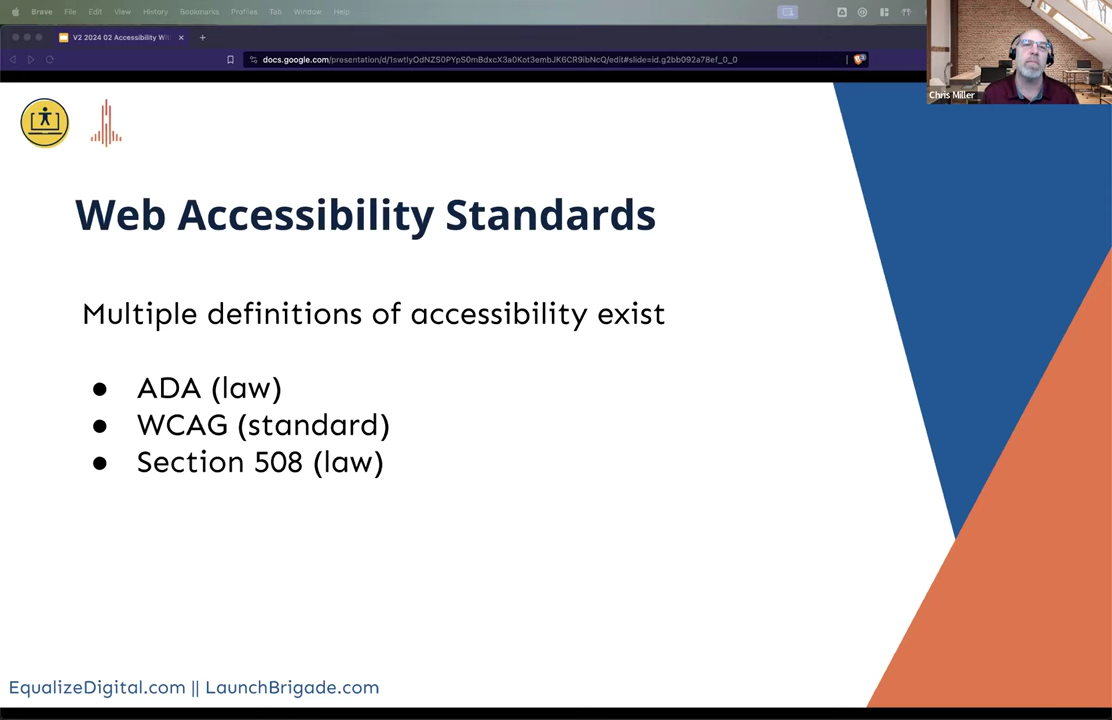 Brave File Edit View History Bookmarks Profiles Tab Window Help
V2 2024 02 Accessibility Wit
docs.google.com/presentation/d/1swtlyOdNZS0PYpS0mBdxcX3a0Kot3embJK6CR9ibNcQ/edit#slide=id.g2bb092a78ef_0_0
Chris Miller
Web Accessibility Standards
Multiple definitions of accessibility exist
● ADA (law)
● WCAG (standard)
● Section 508 (law)
EqualizeDigital.com || LaunchBrigade.com